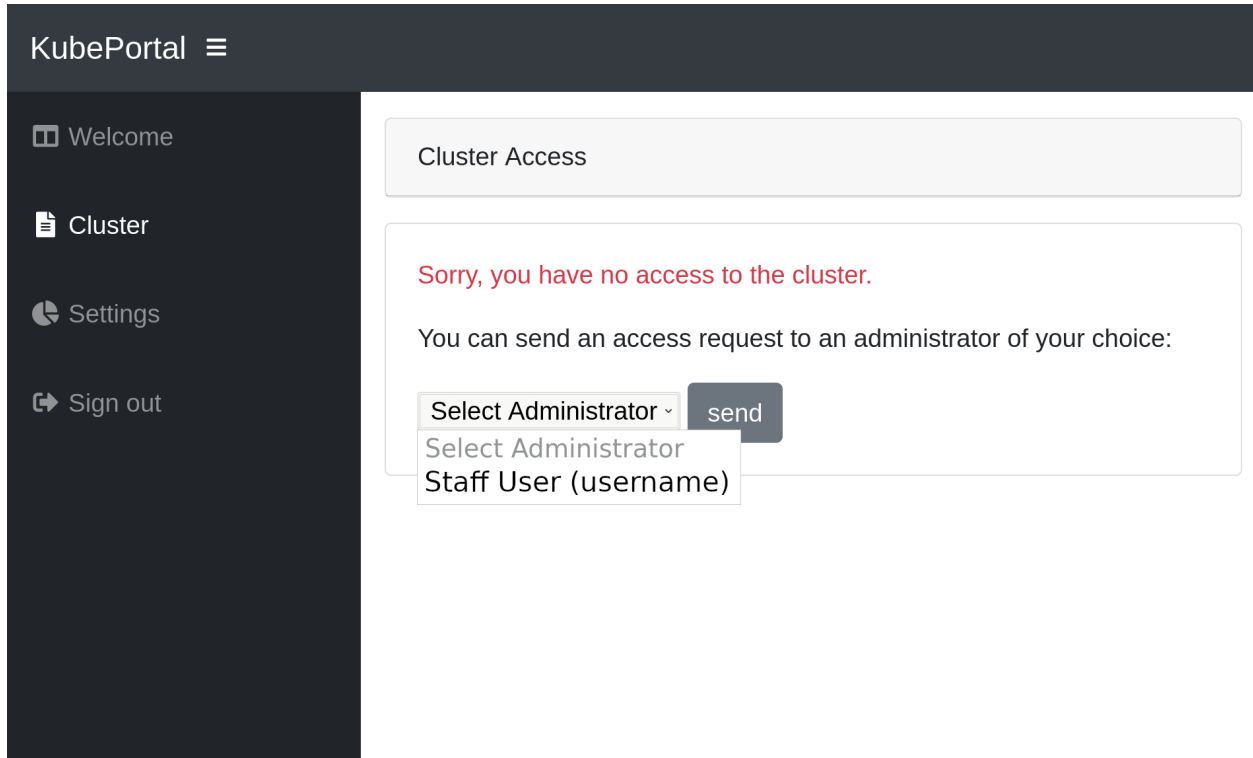 KubePortal
Welcome
Cluster
Settings
Sign out
Cluster Access
Sorry, you have no access to the cluster.
You can send an access request to an administrator of your choice:
Select Administrator send
Select Administrator
Staff User (username)